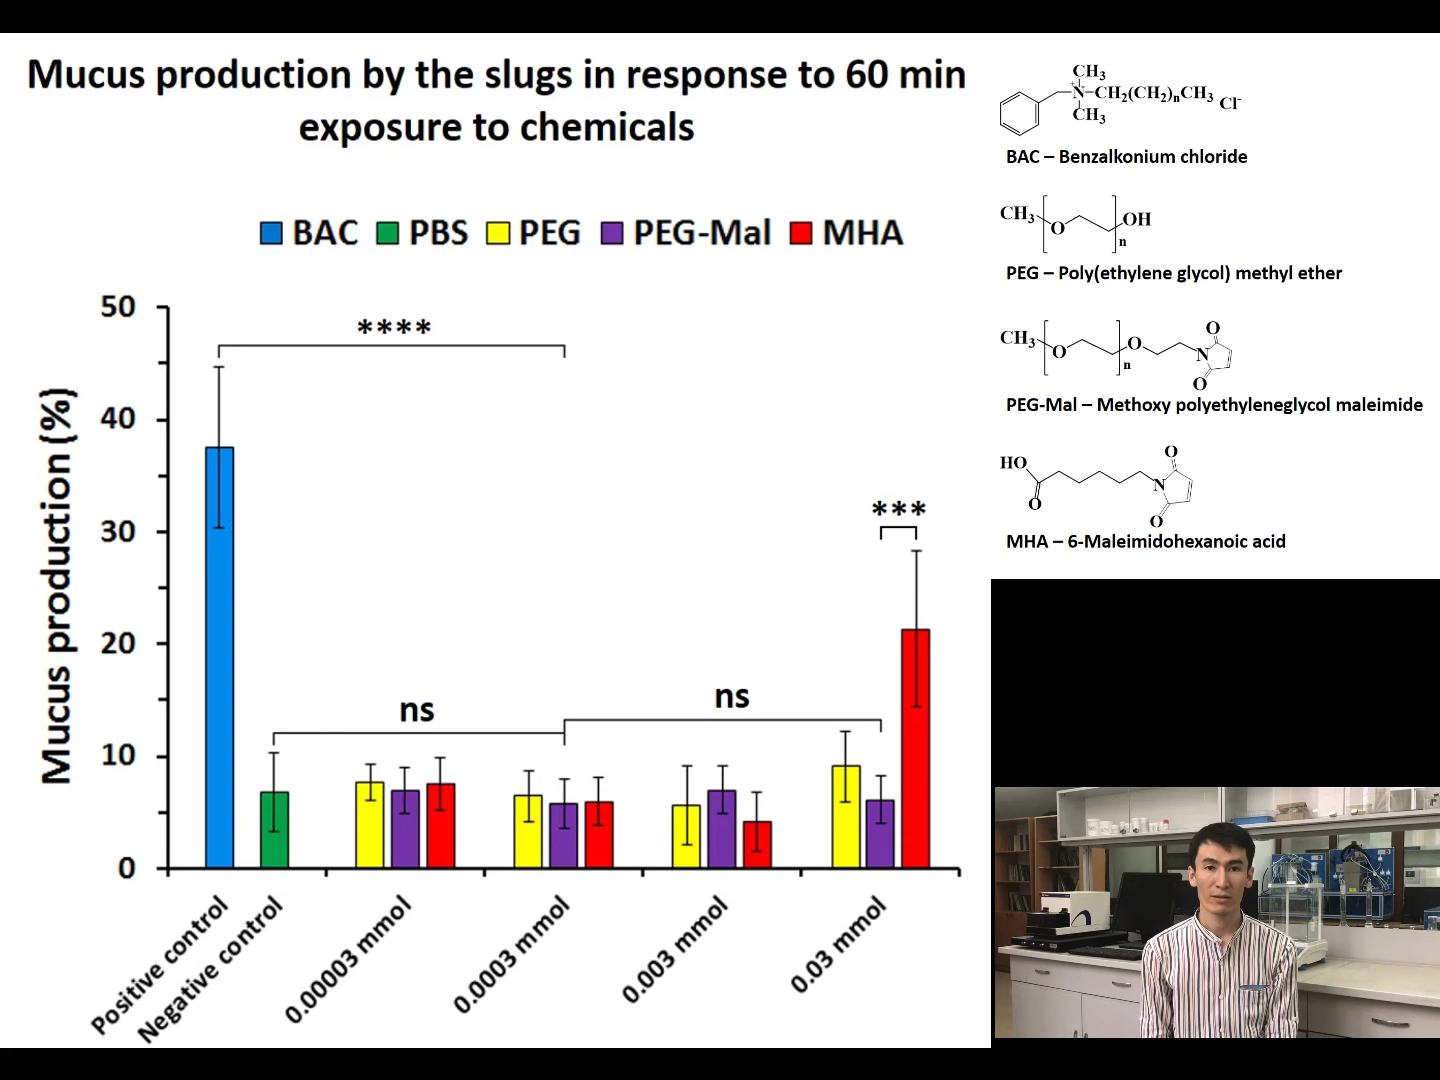 Mucus production by the slugs in response to 60 min
exposure to chemicals
BAC PBS PEG PEG-Mal MHA
Mucus production (%)
50
40
30
20
10
0
****
ns
ns
***
Positive control
Negative control
0.00003 mmol
0.0003 mmol
0.003 mmol
0.03 mmol
CH3
N+ CH2(CH2)nCH3 Cl-
CH3
BAC – Benzalkonium chloride
CH3 O n OH
PEG – Poly(ethylene glycol) methyl ether
CH3 O n O N O O
PEG-Mal – Methoxy polyethyleneglycol maleimide
HO O N O O
MHA – 6-Maleimidohexanoic acid